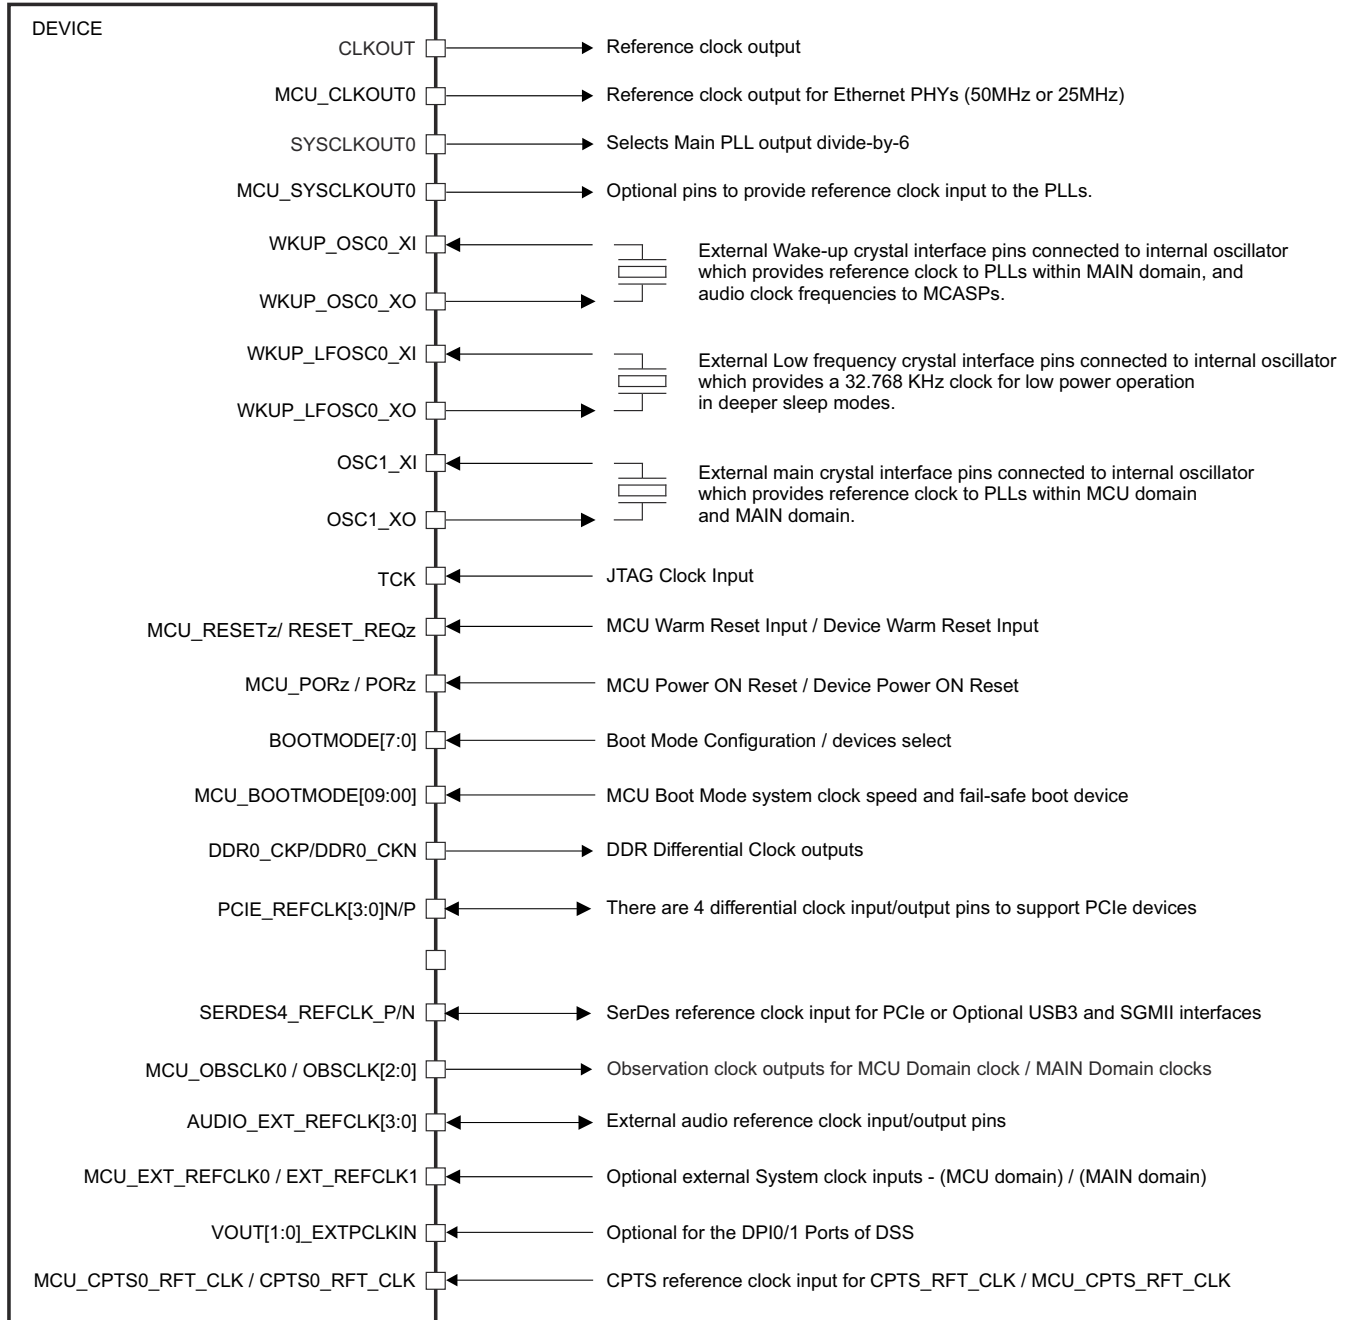 DEVICE
CLKOUT Reference clock output
MCU_CLKOUT0 Reference clock output for Ethernet PHYs (50MHz or 25MHz)
SYSCLKOUT0 Selects Main PLL output divide-by-6
MCU_SYSCLKOUT0 Optional pins to provide reference clock input to the PLLs.
WKUP_OSC0_XI
External Wake-up crystal interface pins connected to internal oscillator
which provides reference clock to PLLs within MAIN domain, and
audio clock frequencies to MCASPs.
WKUP_OSC0_XO
WKUP_LFOSC0_XI
External Low frequency crystal interface pins connected to internal oscillator
which provides a 32.768 KHz clock for low power operation
in deeper sleep modes.
WKUP_LFOSC0_XO
OSC1_XI
External main crystal interface pins connected to internal oscillator
which provides reference clock to PLLs within MCU domain
and MAIN domain.
OSC1_XO
TCK JTAG Clock Input
MCU_RESETz/ RESET_REQz MCU Warm Reset Input / Device Warm Reset Input
MCU_PORz / PORz MCU Power ON Reset / Device Power ON Reset
BOOTMODE[7:0] Boot Mode Configuration / devices select
MCU_BOOTMODE[09:00] MCU Boot Mode system clock speed and fail-safe boot device
DDR0_CKP/DDR0_CKN DDR Differential Clock outputs
PCIE_REFCLK[3:0]N/P There are 4 differential clock input/output pins to support PCIe devices
SERDES4_REFCLK_P/N SerDes reference clock input for PCIe or Optional USB3 and SGMII interfaces
MCU_OBSCLK0 / OBSCLK[2:0] Observation clock outputs for MCU Domain clock / MAIN Domain clocks
AUDIO_EXT_REFCLK[3:0] External audio reference clock input/output pins
MCU_EXT_REFCLK0 / EXT_REFCLK1 Optional external System clock inputs - (MCU domain) / (MAIN domain)
VOUT[1:0]_EXTPCLKIN Optional for the DPI0/1 Ports of DSS
MCU_CPTS0_RFT_CLK / CPTS0_RFT_CLK CPTS reference clock input for CPTS_RFT_CLK / MCU_CPTS_RFT_CLK